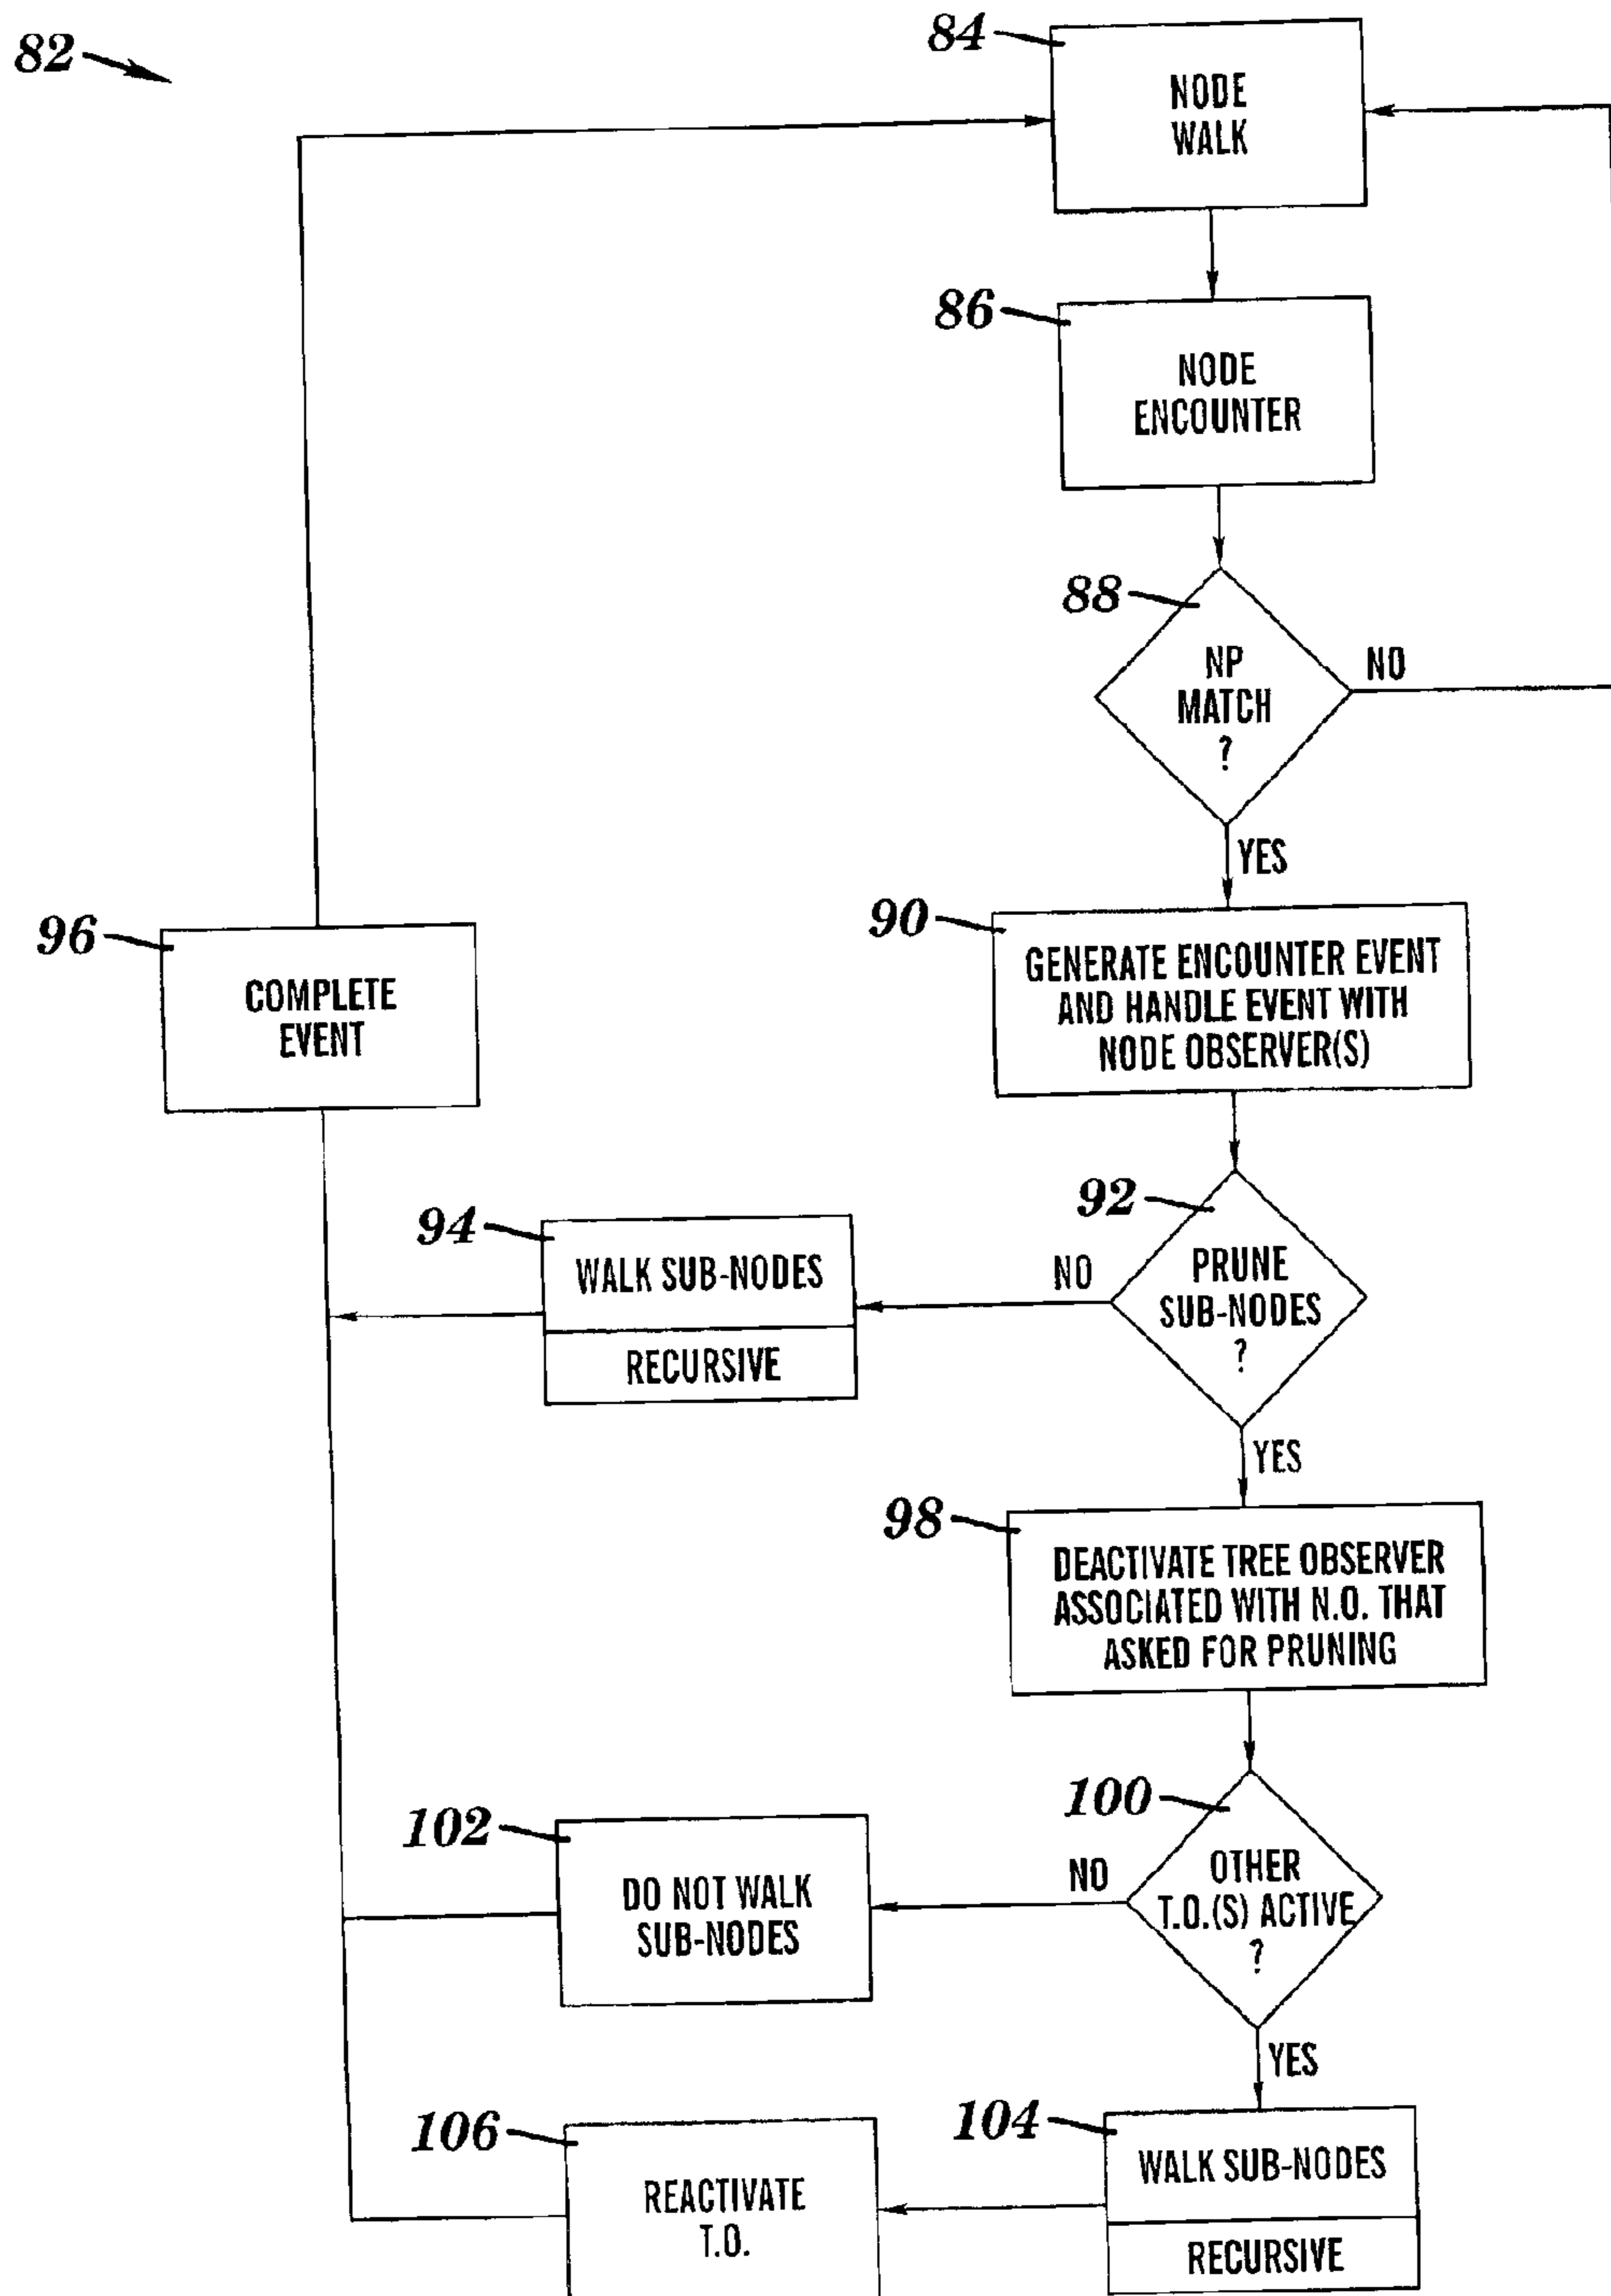 82
84
NODE
WALK
86
NODE
ENCOUNTER
88
NP
MATCH
?
NO
YES
90
GENERATE ENCOUNTER EVENT
AND HANDLE EVENT WITH
NODE OBSERVER(S)
96
COMPLETE
EVENT
92
PRUNE
SUB-NODES
?
NO
94
WALK SUB-NODES
RECURSIVE
YES
98
DEACTIVATE TREE OBSERVER
ASSOCIATED WITH N.O. THAT
ASKED FOR PRUNING
100
OTHER
T.O.(S) ACTIVE
?
NO
102
DO NOT WALK
SUB-NODES
YES
104
WALK SUB-NODES
RECURSIVE
106
REACTIVATE
T.O.